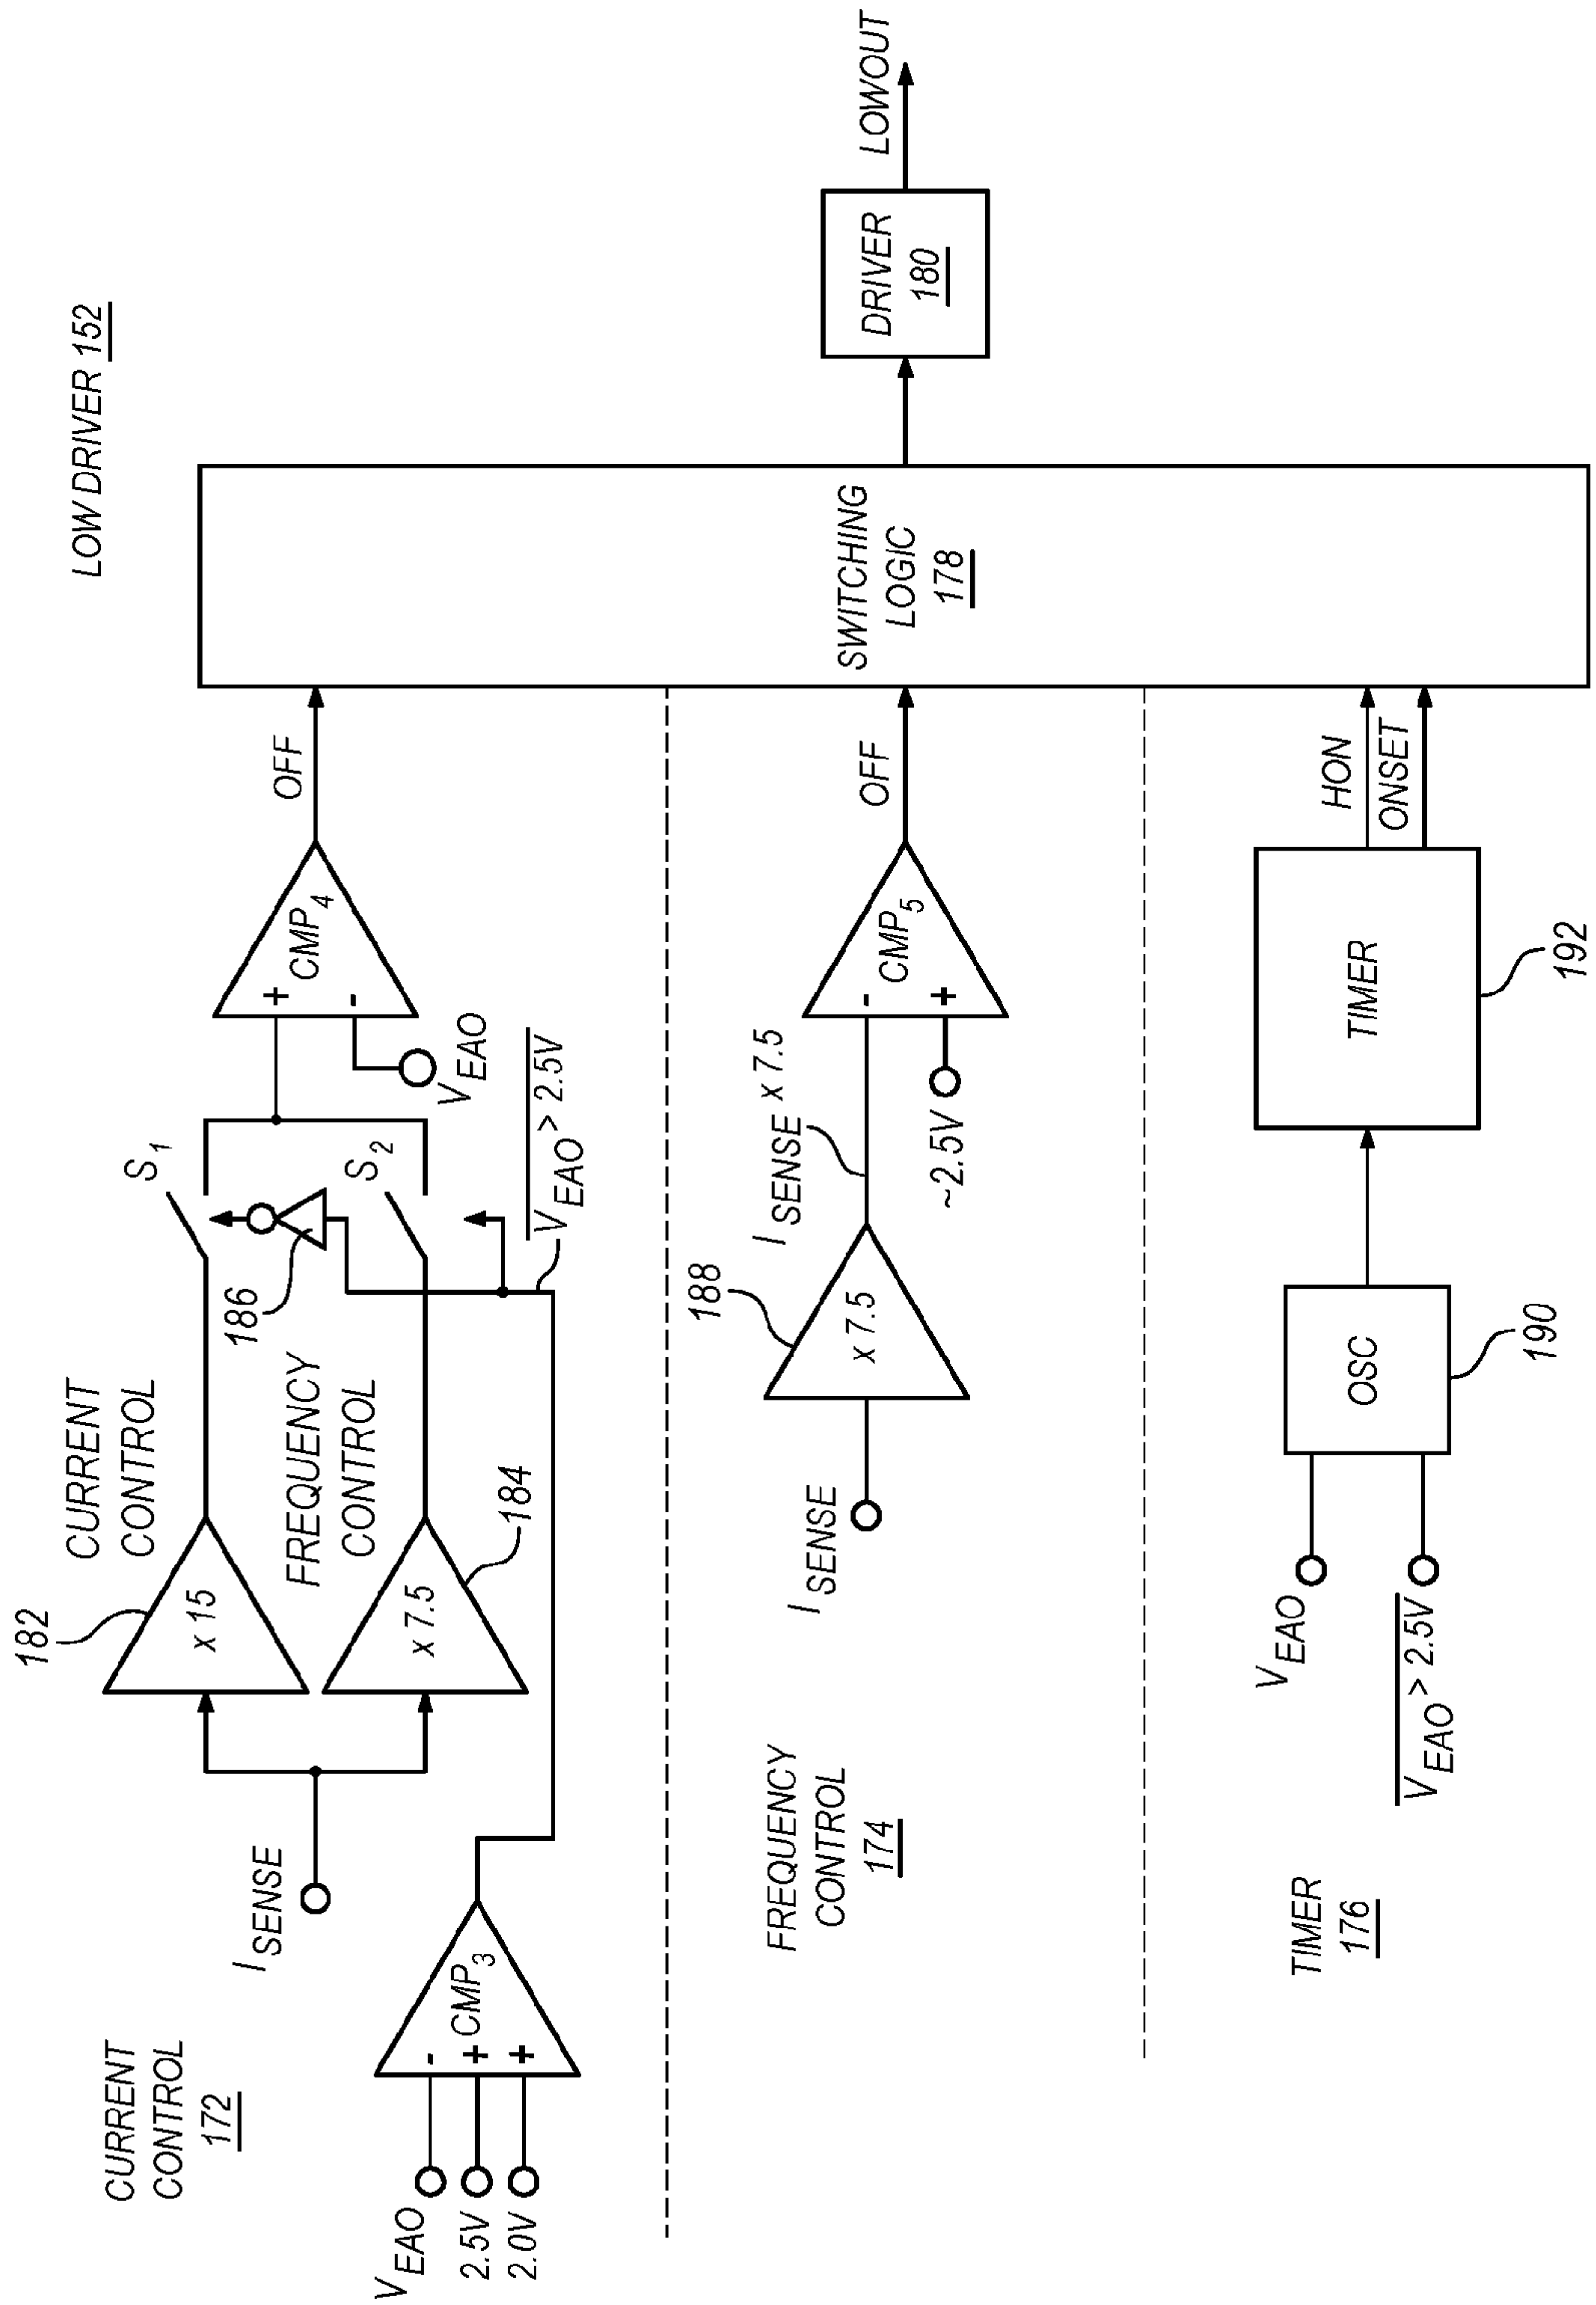 LOW DRIVER 152
CURRENT
CONTROL
172
I SENSE
182
x 15
CURRENT
CONTROL
S1
x 7.5
184
FREQUENCY
CONTROL
186
S2
VEAO
2.5V
2.0V
-
+
+
CMP3
VEAO > 2.5V
+
-
CMP4
VEAO
OFF
FREQUENCY
CONTROL
174
I SENSE
188
x 7.5
I SENSE x 7.5
~2.5V
-
+
CMP5
OFF
TIMER
176
VEAO
VEAO > 2.5V
OSC
190
TIMER
192
HON
ONSET
SWITCHING
LOGIC
178
DRIVER
180
LOWOUT